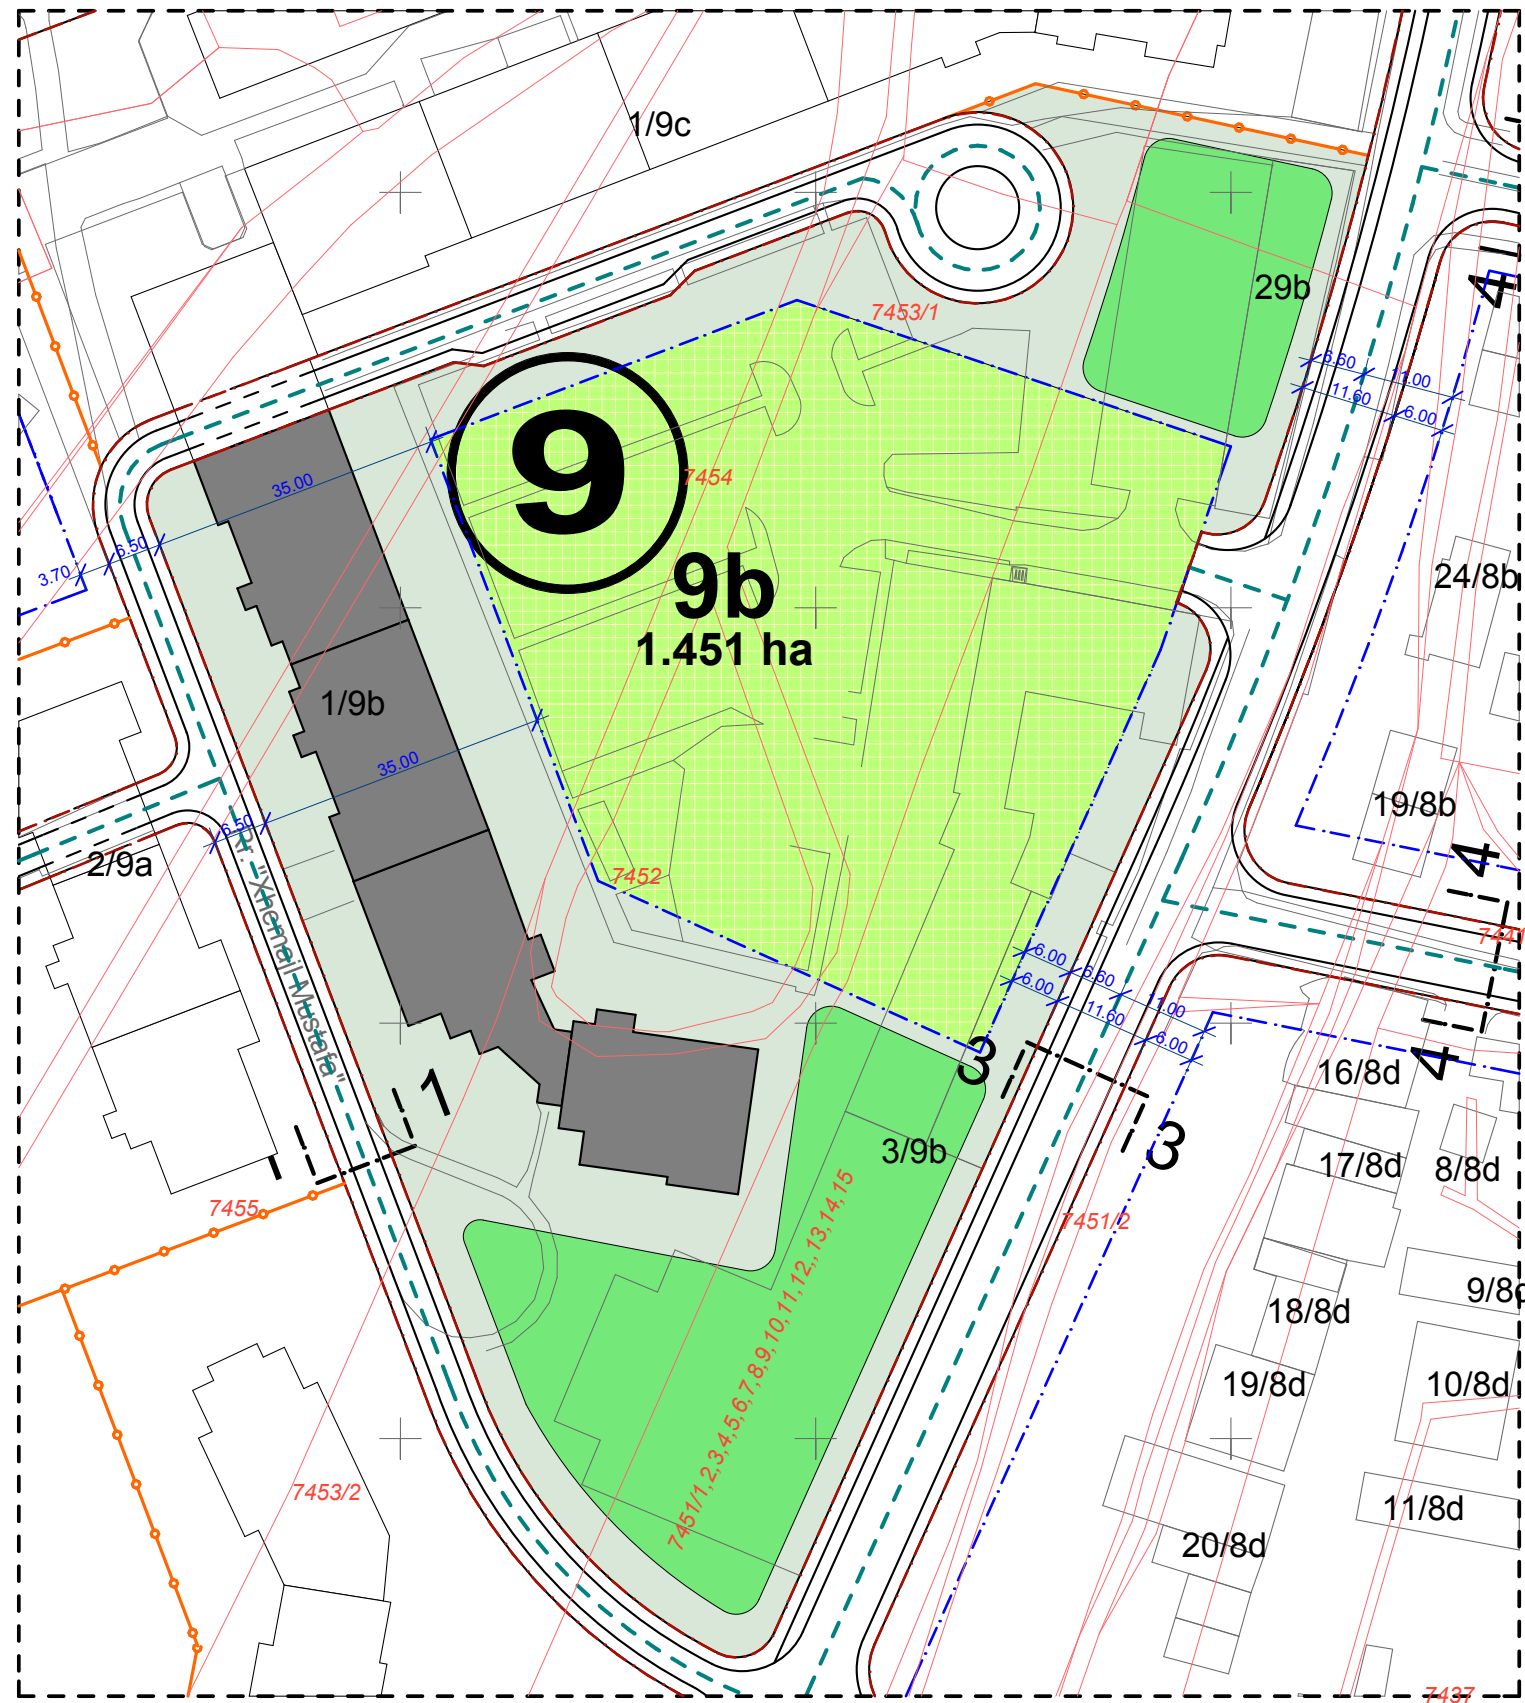 1/9c
29b
4
7453/1
6.60
11.00
11.60
6.00
9
7454
35.00
6.50
3.70
9b
1.451 ha
24/8b
1/9b
35.00
6.50
19/8b
2/9a
4
7452
Rr. "Xhemail Mustafa"
7441
6.00
6.60
11.00
6.00
11.60
6.00
3
4
16/8d
1
3
3/9b
17/8d
8/8d
1
7455
7451/2
7451/1,2,3,4,5,6,7,8,9,10,11,12,,13,14,15
18/8d
9/8d
19/8d
10/8d
7453/2
11/8d
20/8d
7437